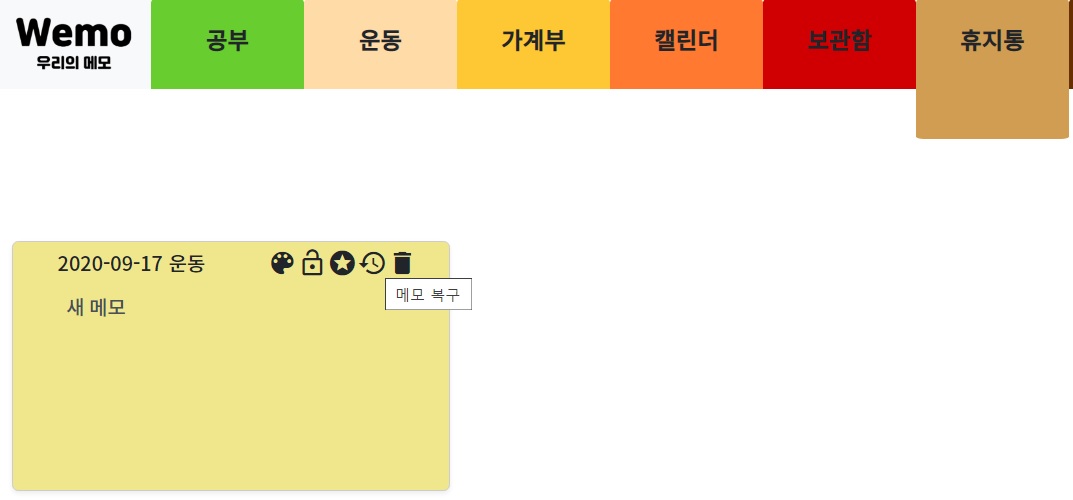 Wemo
우리의 메모
공부
운동
가계부
캘린더
보관함
휴지통
2020-09-17 운동
메모 복구
새 메모